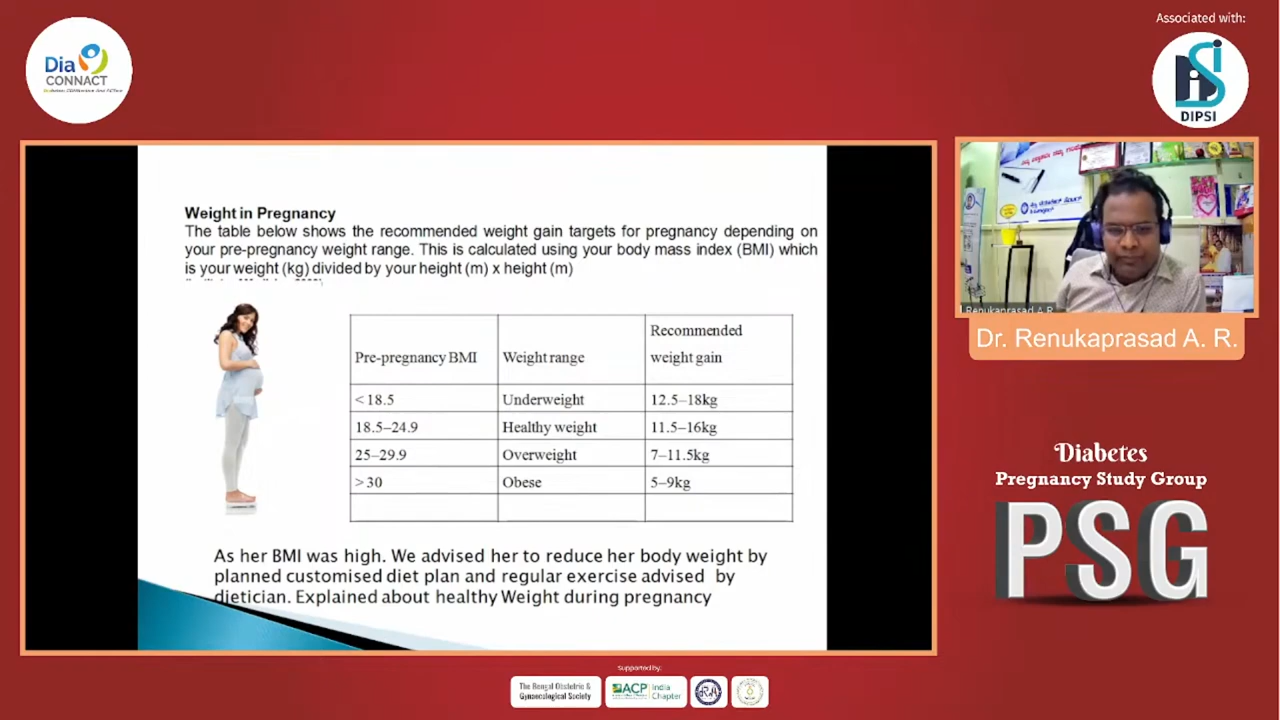 Associated with:
Dia
CONNACT
DIPSI
Weight in Pregnancy
The table below shows the recommended weight gain targets for pregnancy depending on
your pre-pregnancy weight range. This is calculated using your body mass index (BMI) which
is your weight (kg) divided by your height (m) x height (m)
Pre-pregnancy BMI Weight range Recommended weight gain
< 18.5 Underweight 12.5–18kg
18.5–24.9 Healthy weight 11.5–16kg
25–29.9 Overweight 7–11.5kg
> 30 Obese 5–9kg
As her BMI was high. We advised her to reduce her body weight by
planned customised diet plan and regular exercise advised by
dietician. Explained about healthy Weight during pregnancy
Renukaprasad A R
Dr. Renukaprasad A. R.
Diabetes
Pregnancy Study Group
PSG
Supported by:
The Bengal Obstetric &
Gynaecological Society
ACP India
Chapter